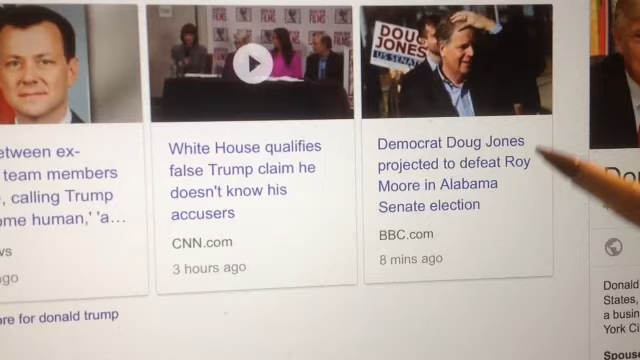 DOUG
JONES
US SENATE
etween ex-
team members
, calling Trump
ome human,' 'a...
ws
ago
ore for donald trump
White House qualifies
false Trump claim he
doesn't know his
accusers
CNN.com
3 hours ago
Democrat Doug Jones
projected to defeat Roy
Moore in Alabama
Senate election
BBC.com
8 mins ago
Donald
States,
a busin
York Ci
Spouse